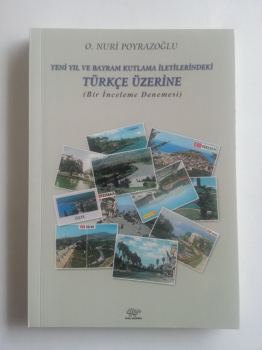 O. NURİ POYRAZOĞLU
YENİ YIL VE BAYRAM KUTLAMA İLETİLERİNDEKİ
TÜRKÇE ÜZERİNE
(Bir İnceleme Denemesi)